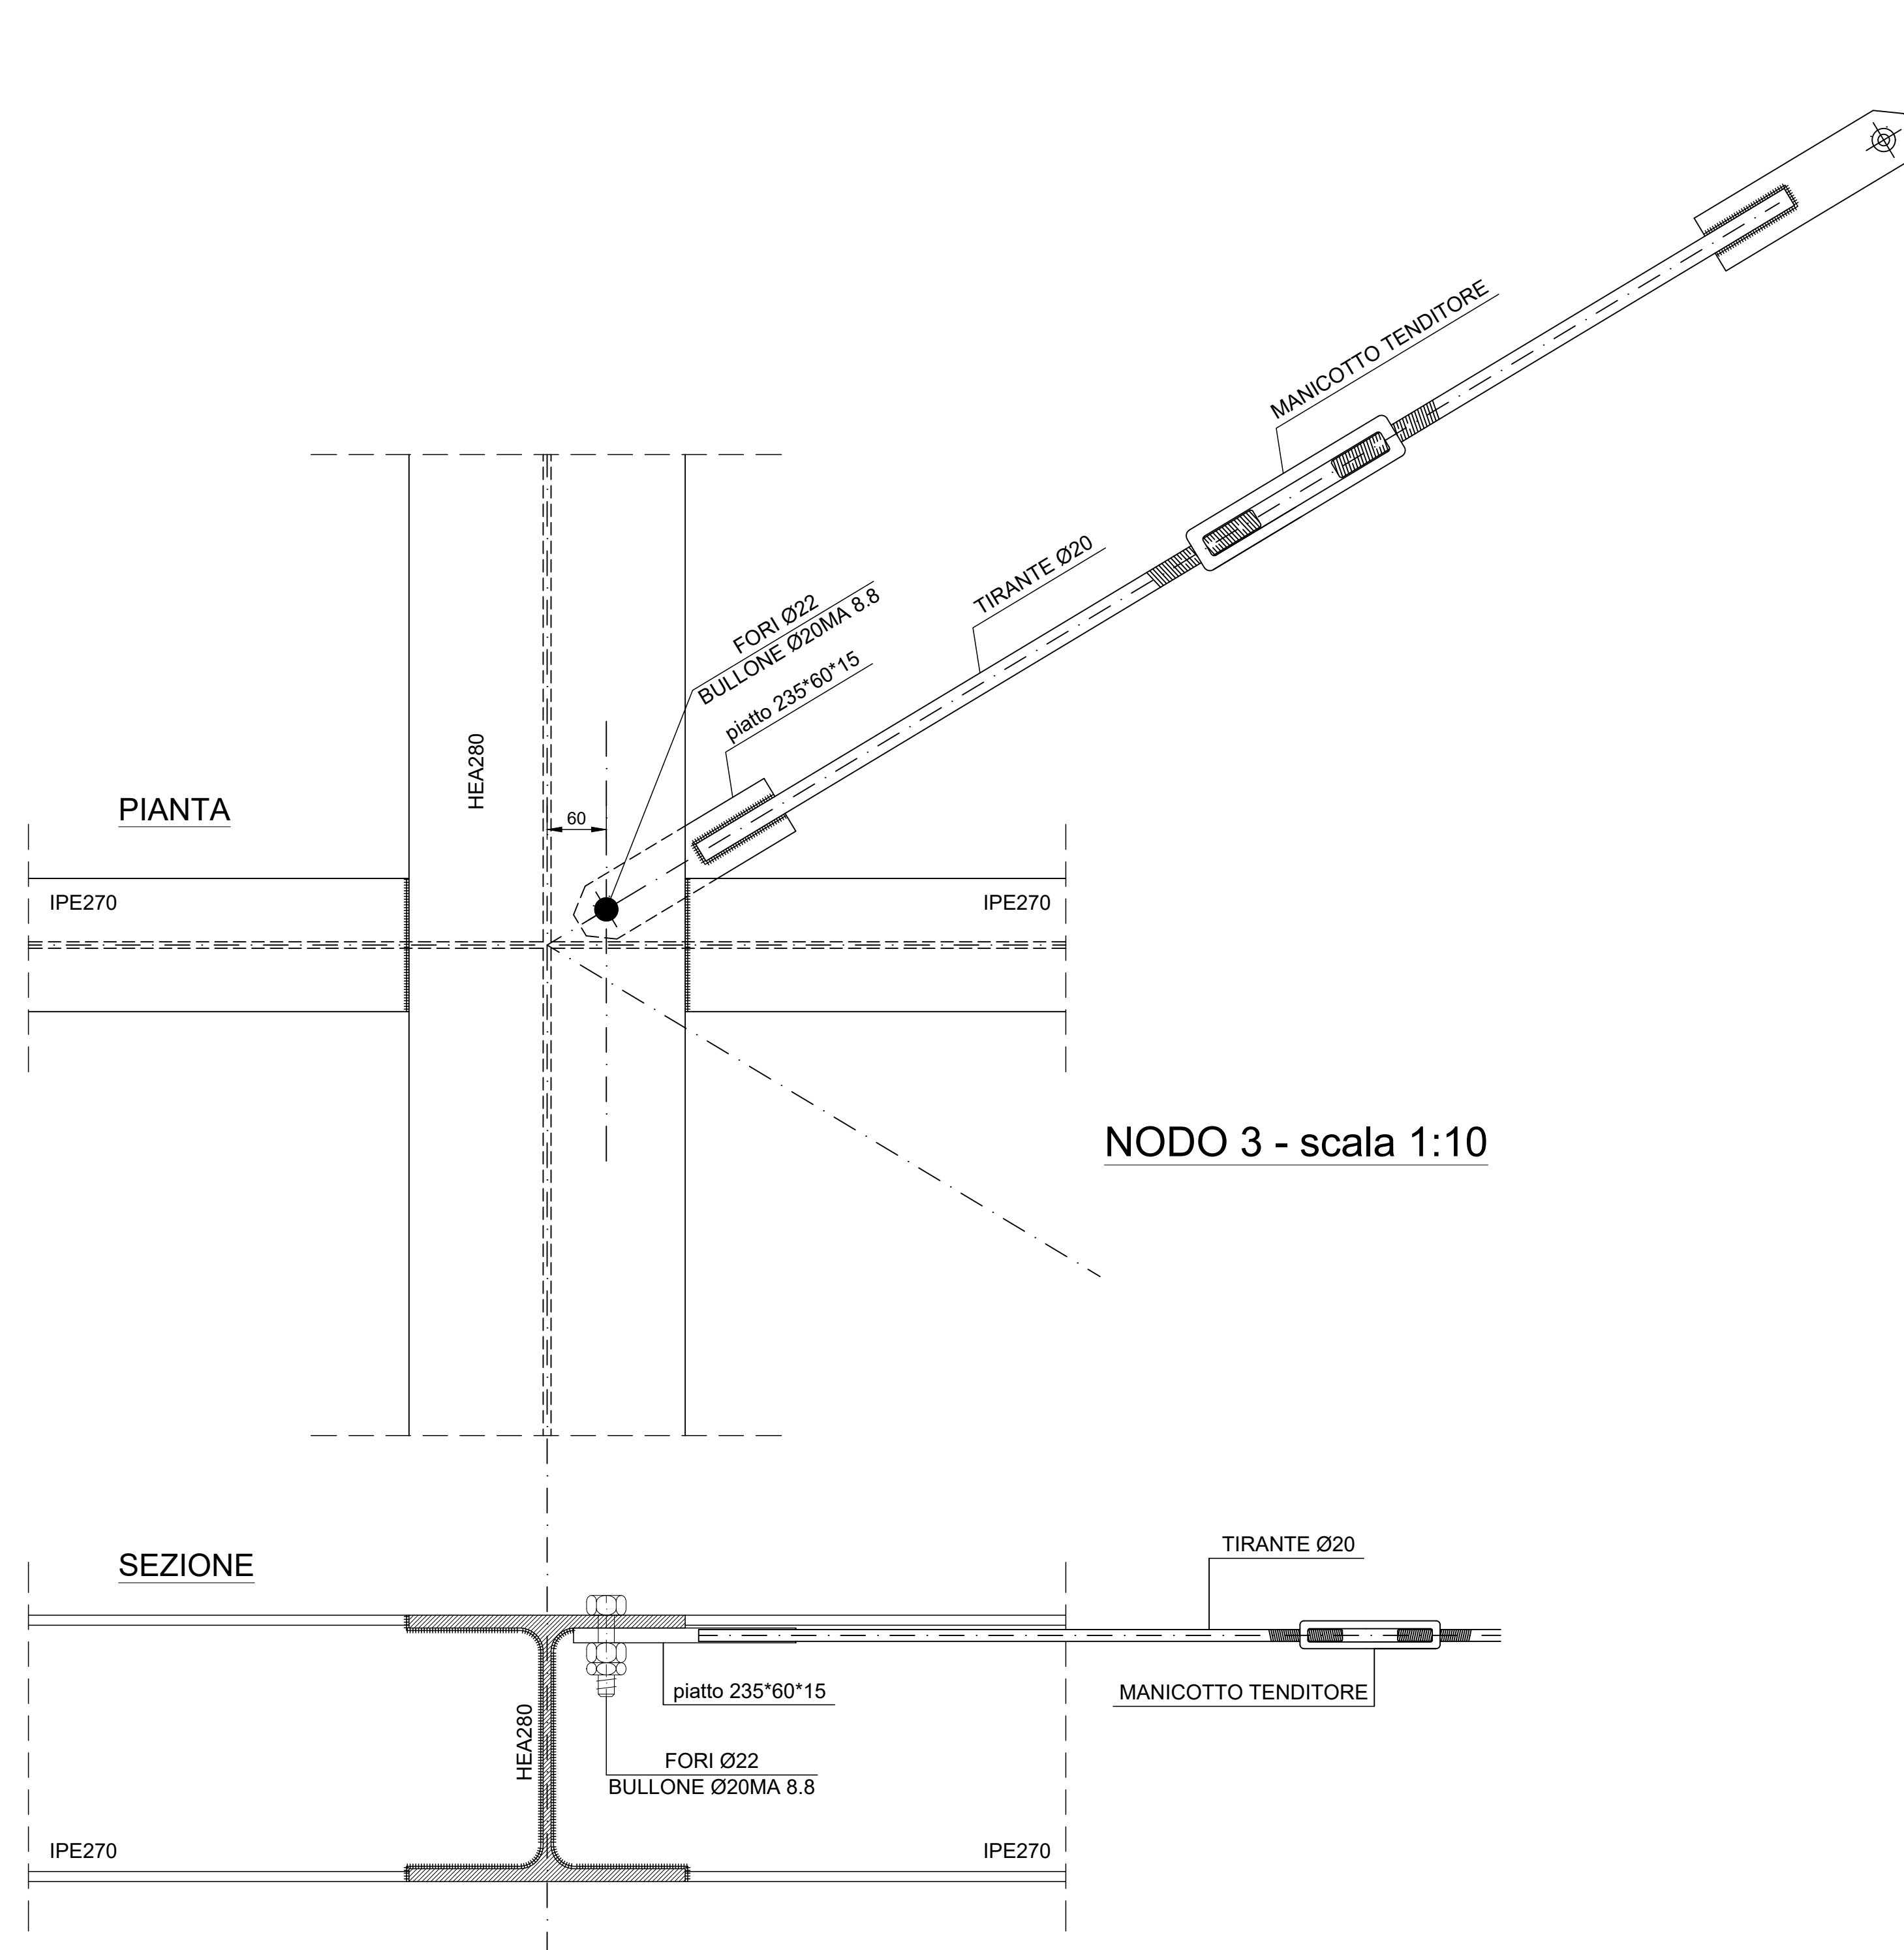 MANICOTTO TENDITORE
TIRANTE Ø20
FORI Ø22
BULLONE Ø20MA 8.8
piatto 235*60*15
HEA280
PIANTA
60
IPE270
IPE270
NODO 3 - scala 1:10
SEZIONE
TIRANTE Ø20
piatto 235*60*15
MANICOTTO TENDITORE
HEA280
FORI Ø22
BULLONE Ø20MA 8.8
IPE270
IPE270